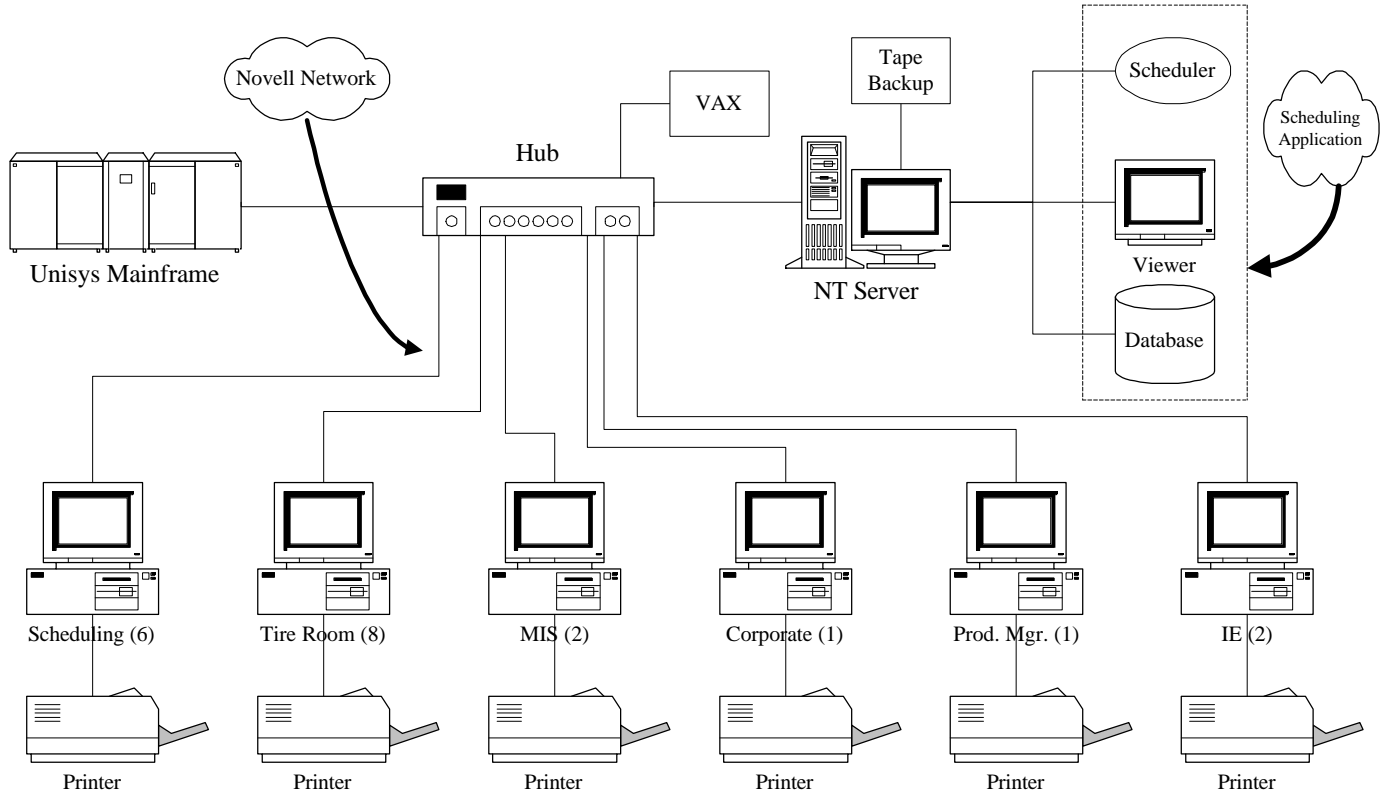 Novell Network
Tape
Backup
Scheduler
VAX
Scheduling
Application
Hub
Viewer
Unisys Mainframe
NT Server
Database
Scheduling (6)
Tire Room (8)
MIS (2)
Corporate (1)
Prod. Mgr. (1)
IE (2)
Printer
Printer
Printer
Printer
Printer
Printer